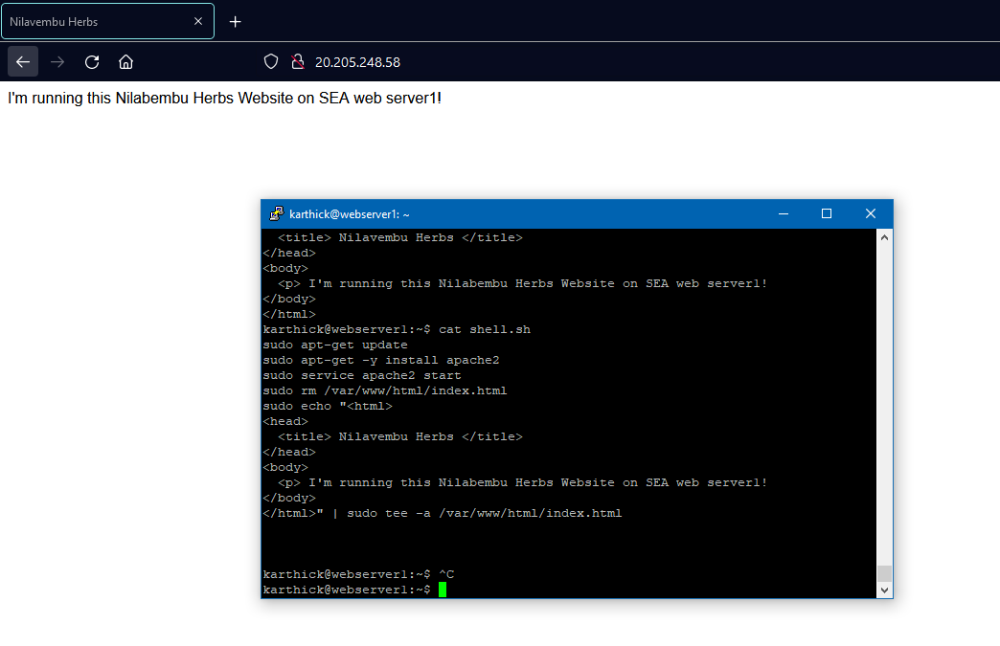 Nilavembu Herbs
20.205.248.58
I'm running this Nilabembu Herbs Website on SEA web server1!
karthick@webserver1: ~
  <title> Nilavembu Herbs </title>
</head>
<body>
  <p> I'm running this Nilabembu Herbs Website on SEA web server1!
</body>
</html>
karthick@webserver1:~$ cat shell.sh
sudo apt-get update
sudo apt-get -y install apache2
sudo service apache2 start
sudo rm /var/www/html/index.html
sudo echo "<html>
<head>
  <title> Nilavembu Herbs </title>
</head>
<body>
  <p> I'm running this Nilabembu Herbs Website on SEA web server1!
</body>
</html>" | sudo tee -a /var/www/html/index.html
karthick@webserver1:~$ ^C
karthick@webserver1:~$